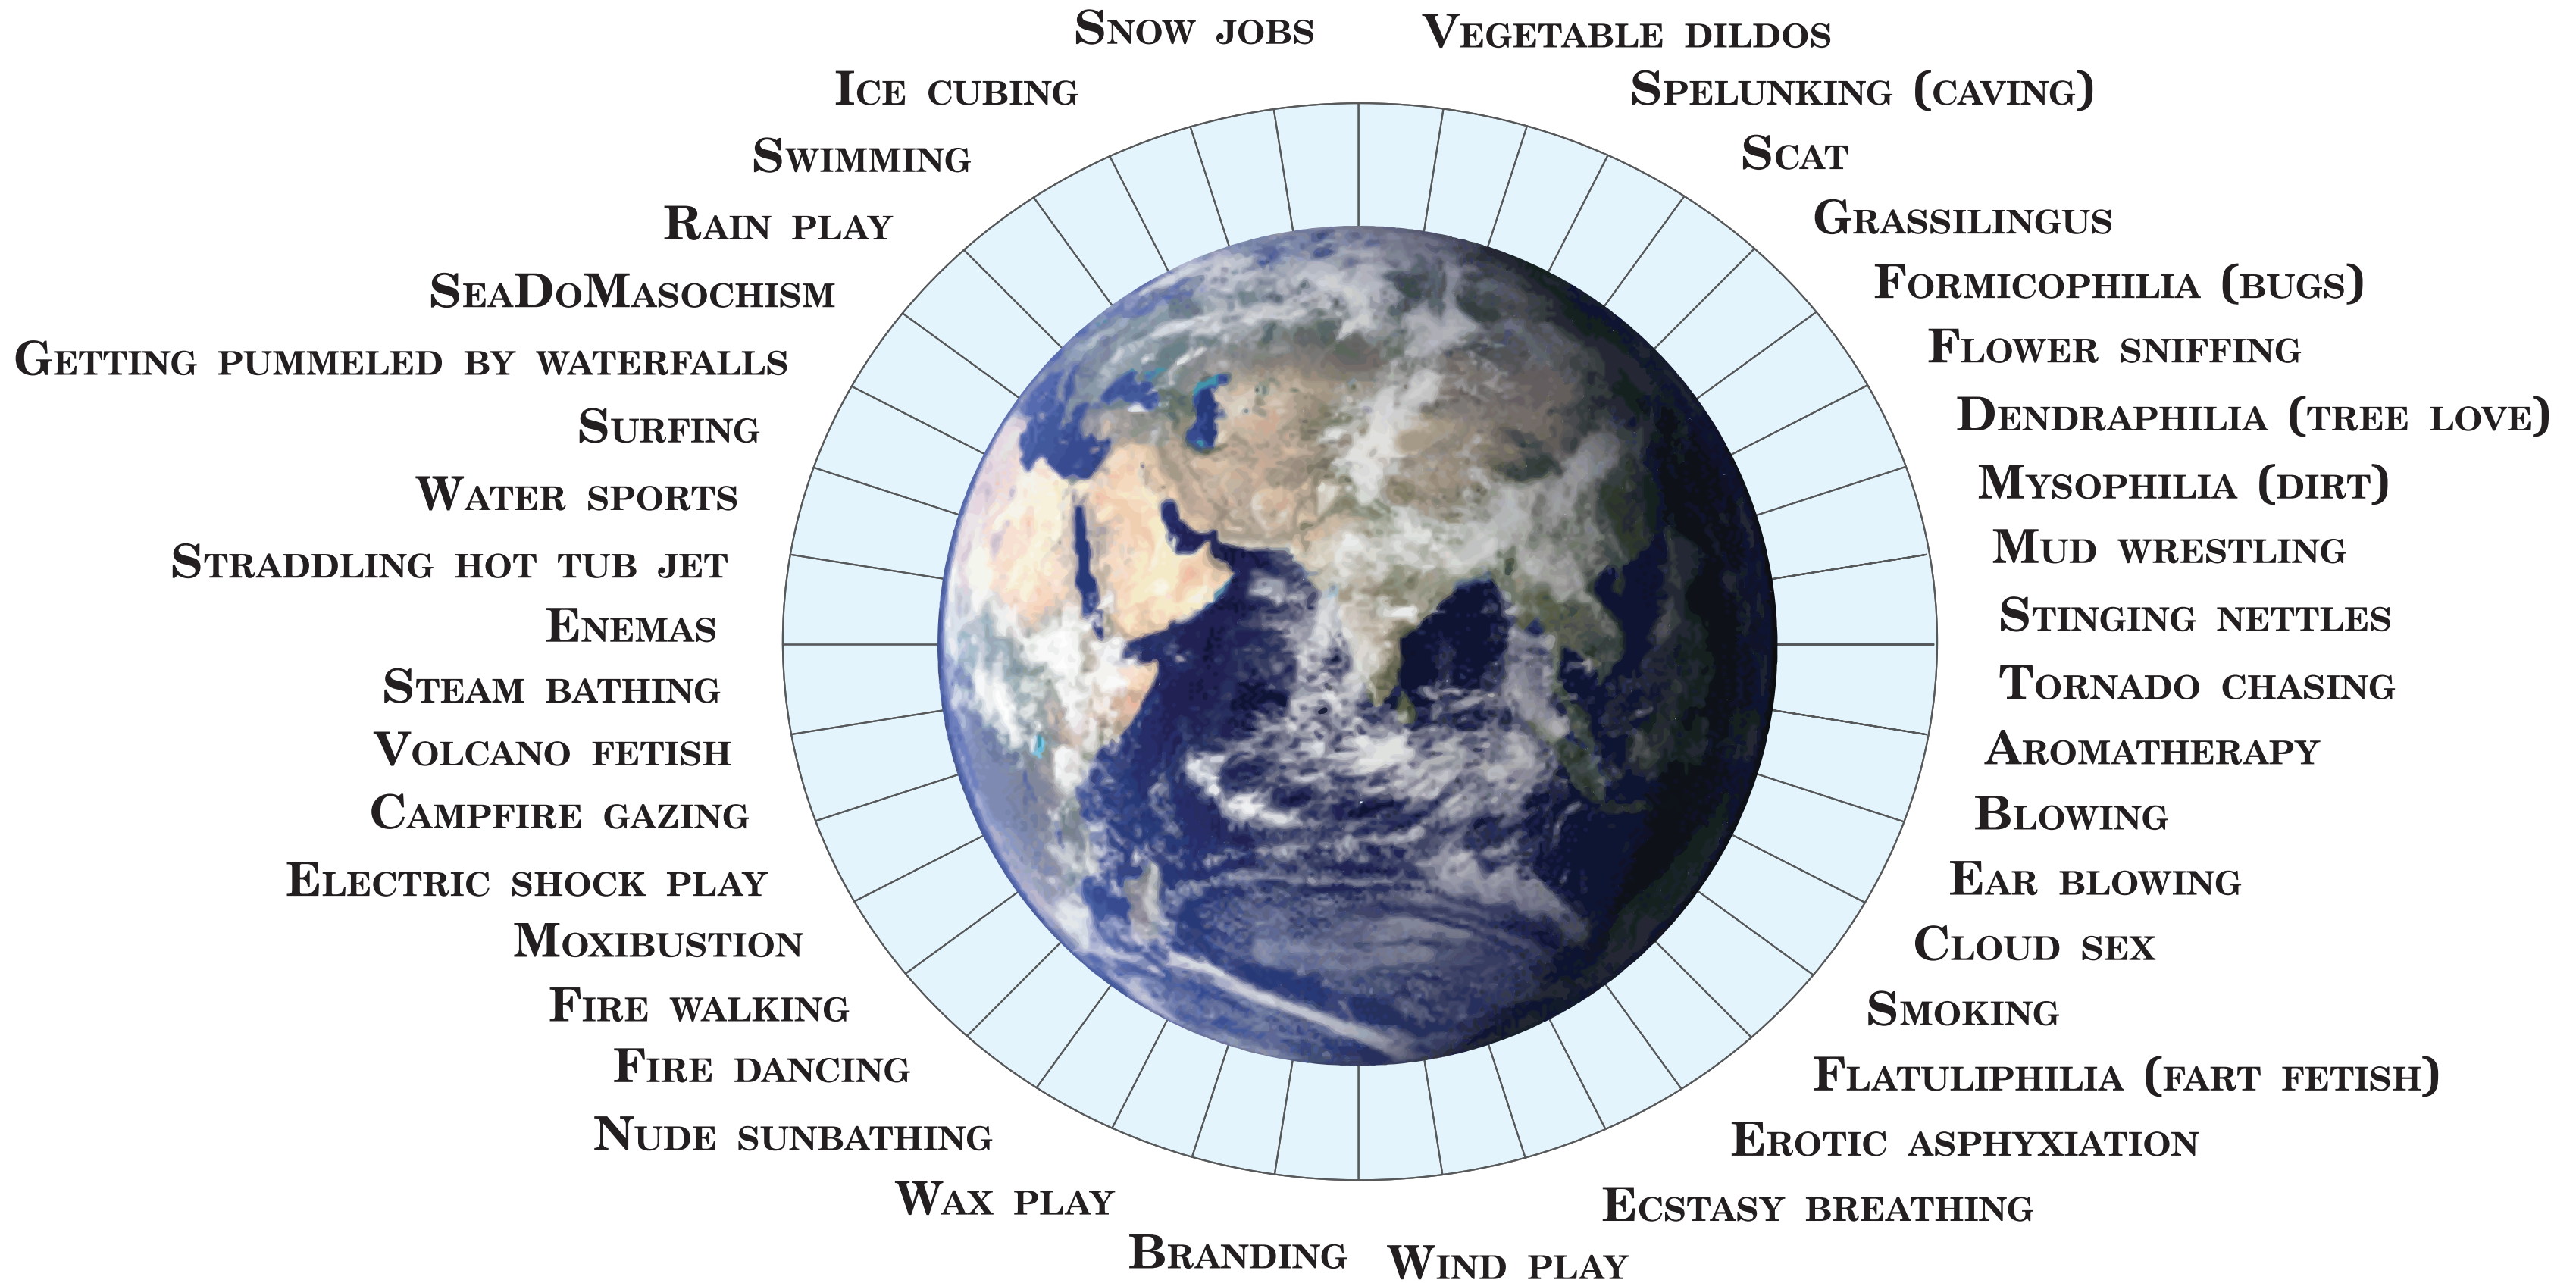 Snow jobs
Vegetable dildos
Spelunking (caving)
Scat
Grassilingus
Formicophilia (bugs)
Flower sniffing
Dendraphilia (tree love)
Mysophilia (dirt)
Mud wrestling
Stinging nettles
Tornado chasing
Aromatherapy
Blowing
Ear blowing
Cloud sex
Smoking
Flatuliphilia (fart fetish)
Erotic asphyxiation
Ecstasy breathing
Wind play
Branding
Wax play
Nude sunbathing
Fire dancing
Fire walking
Moxibustion
Electric shock play
Campfire gazing
Volcano fetish
Steam bathing
Enemas
Straddling hot tub jet
Water sports
Surfing
Getting pummeled by waterfalls
SeaDoMasochism
Rain play
Swimming
Ice cubing